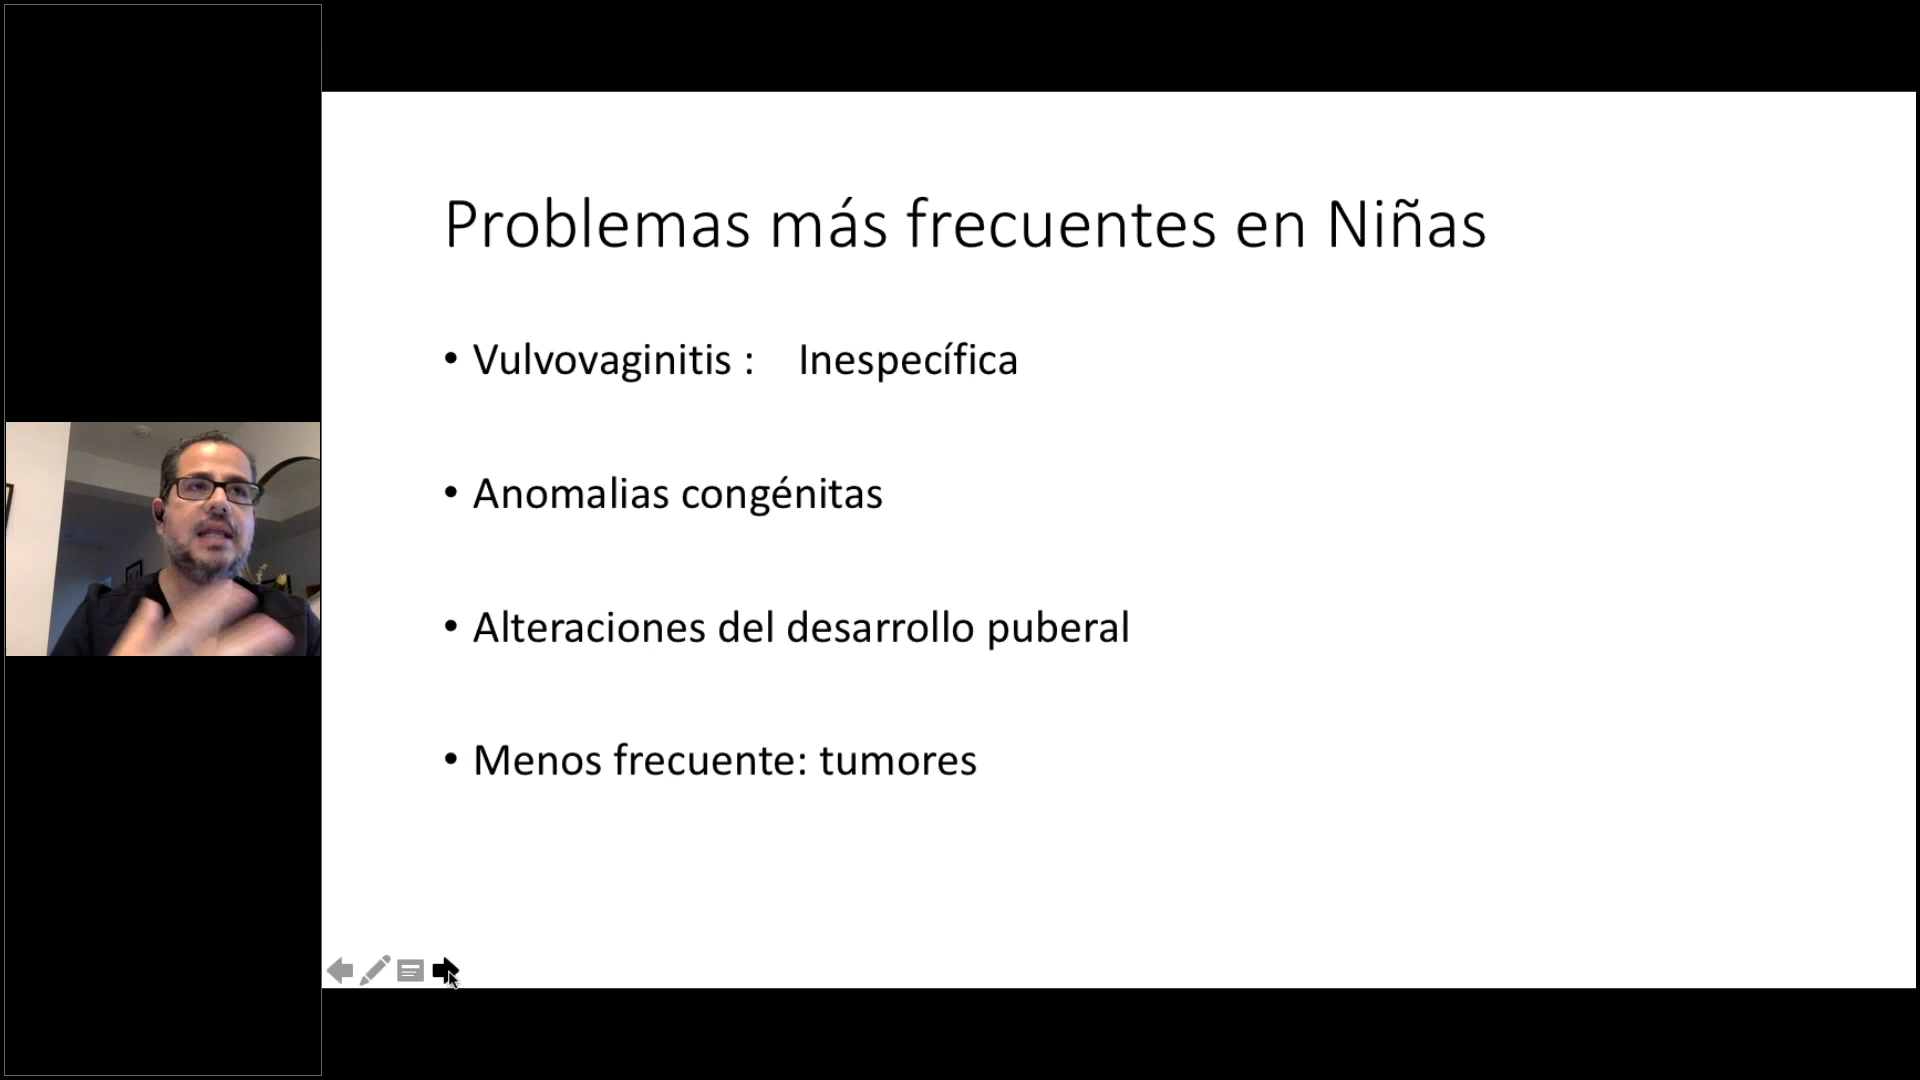 Problemas más frecuentes en Niñas
• Vulvovaginitis : Inespecífica
• Anomalias congénitas
• Alteraciones del desarrollo puberal
• Menos frecuente: tumores